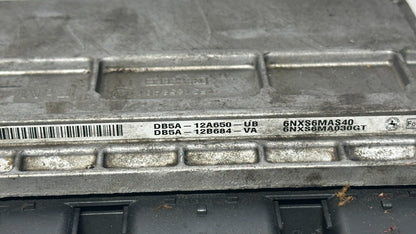 DB5A-12A650-UB 6NXS6MAS40
DB5A-12B684-VA 6NXS6MA030GT